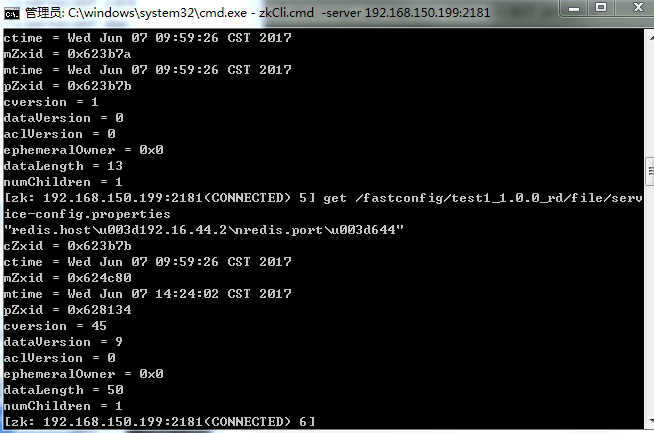 管理员: C:\windows\system32\cmd.exe - zkCli.cmd -server 192.168.150.199:2181
ctime = Wed Jun 07 09:59:26 CST 2017
mZxid = 0x623b7a
mtime = Wed Jun 07 09:59:26 CST 2017
pZxid = 0x623b7b
cversion = 1
dataVersion = 0
aclVersion = 0
ephemeralOwner = 0x0
dataLength = 13
numChildren = 1
[zk: 192.168.150.199:2181(CONNECTED) 5] get /fastconfig/test1_1.0.0_rd/file/serv
ice-config.properties
"redis.host\u003d192.16.44.2\nredis.port\u003d644"
cZxid = 0x623b7b
ctime = Wed Jun 07 09:59:26 CST 2017
mZxid = 0x624c80
mtime = Wed Jun 07 14:24:02 CST 2017
pZxid = 0x628134
cversion = 45
dataVersion = 9
aclVersion = 0
ephemeralOwner = 0x0
dataLength = 50
numChildren = 1
[zk: 192.168.150.199:2181(CONNECTED) 6]